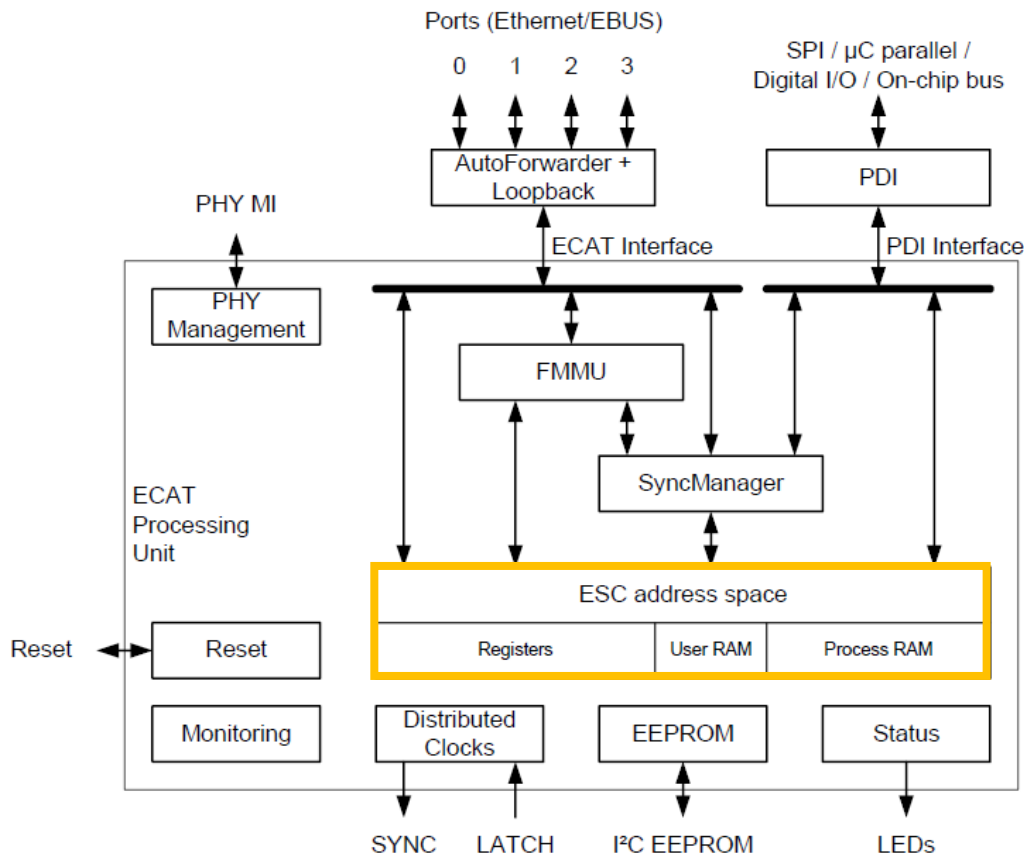 Ports (Ethernet/EBUS)
0 1 2 3
SPI / µC parallel /
Digital I/O / On-chip bus
AutoForwarder +
Loopback
PDI
PHY MI
ECAT Interface
PDI Interface
PHY
Management
FMMU
SyncManager
ECAT
Processing
Unit
ESC address space
Registers
User RAM
Process RAM
Reset
Reset
Monitoring
Distributed
Clocks
EEPROM
Status
SYNC
LATCH
I²C EEPROM
LEDs